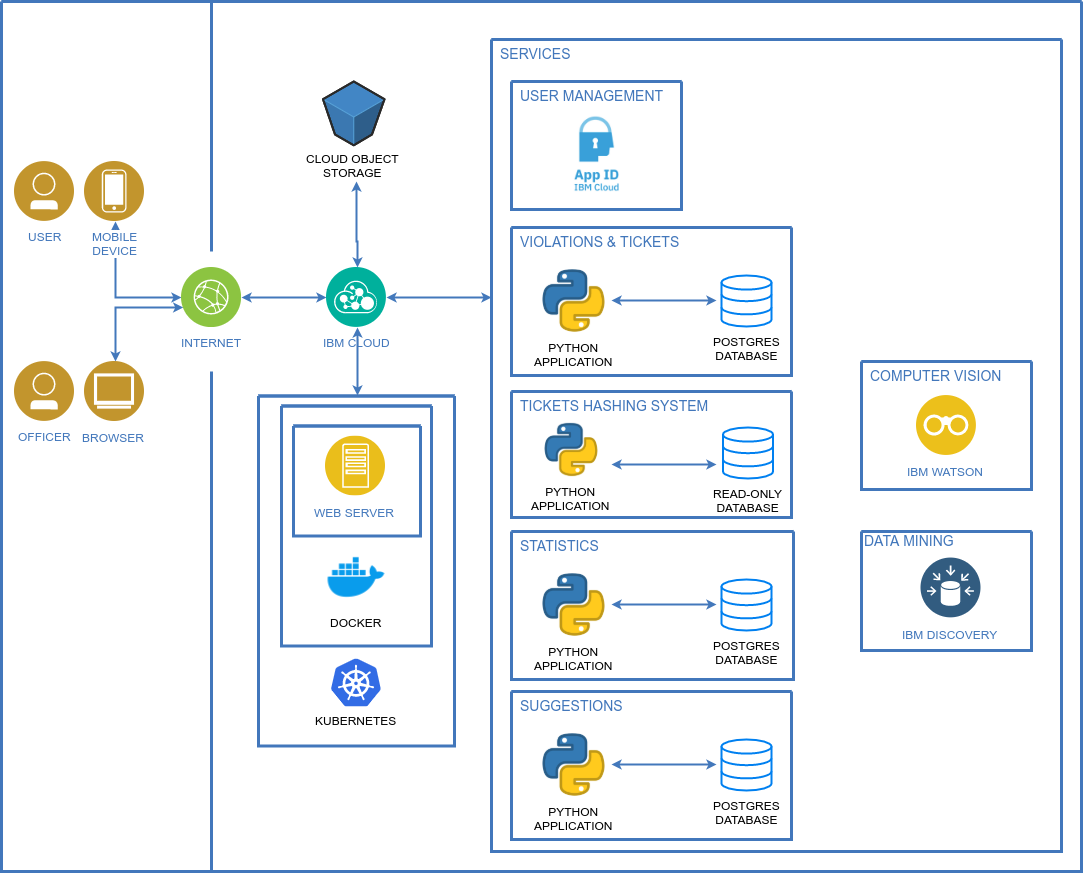 SERVICES
USER MANAGEMENT
App ID
IBM Cloud
CLOUD OBJECT
STORAGE
USER
MOBILE
DEVICE
INTERNET
IBM CLOUD
OFFICER
BROWSER
WEB SERVER
DOCKER
KUBERNETES
VIOLATIONS & TICKETS
PYTHON
APPLICATION
POSTGRES
DATABASE
TICKETS HASHING SYSTEM
PYTHON
APPLICATION
READ-ONLY
DATABASE
STATISTICS
PYTHON
APPLICATION
POSTGRES
DATABASE
SUGGESTIONS
PYTHON
APPLICATION
POSTGRES
DATABASE
COMPUTER VISION
IBM WATSON
DATA MINING
IBM DISCOVERY